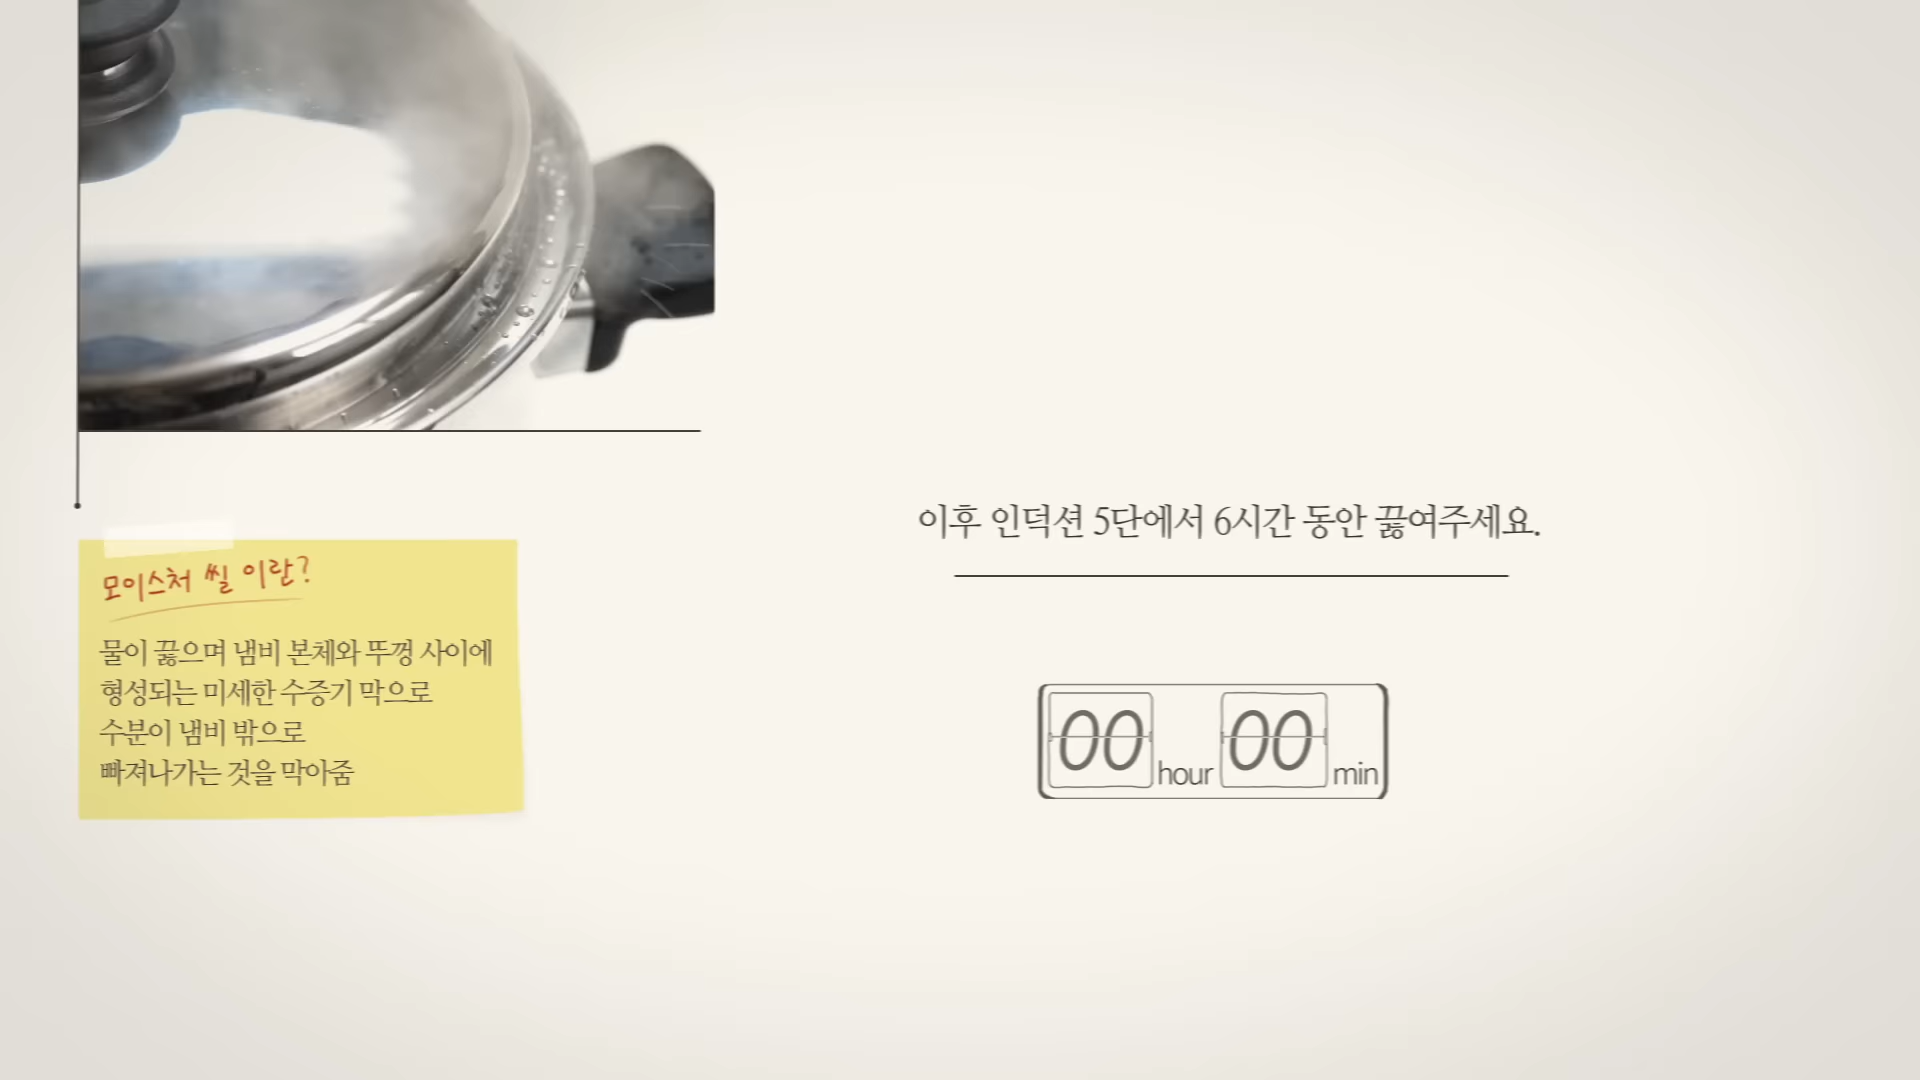 모이스처 씰 이란?
물이 끓으며 냄비 본체와 뚜껑 사이에
형성되는 미세한 수증기 막으로
수분이 냄비 밖으로
빠져나가는 것을 막아줌
이후 인덕션 5단에서 6시간 동안 끓여주세요.
00 hour 00 min